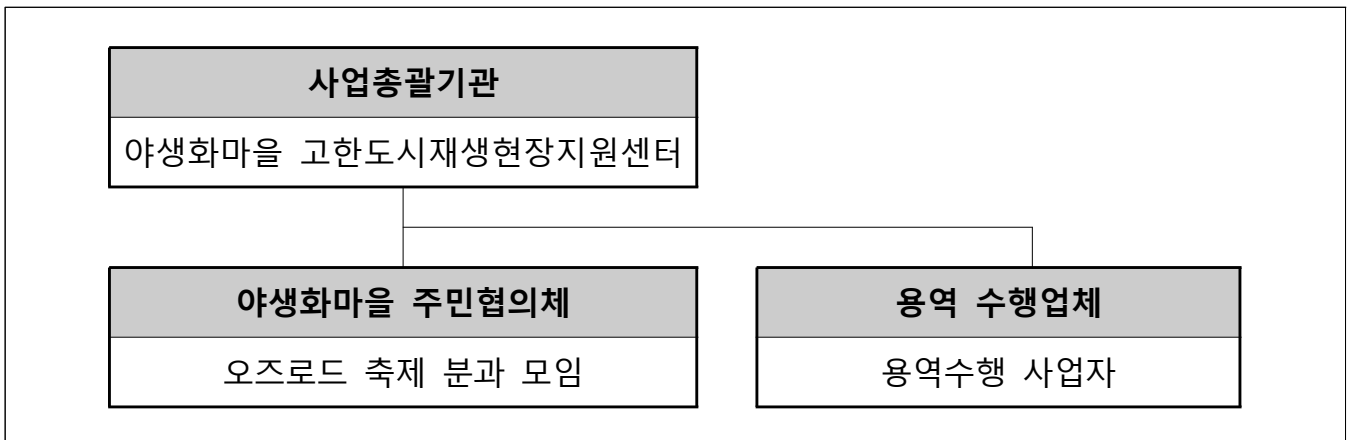 사업총괄기관
야생화마을 고한도시재생현장지원센터
야생화마을 주민협의체
오즈로드 축제 분과 모임
용역 수행업체
용역수행 사업자